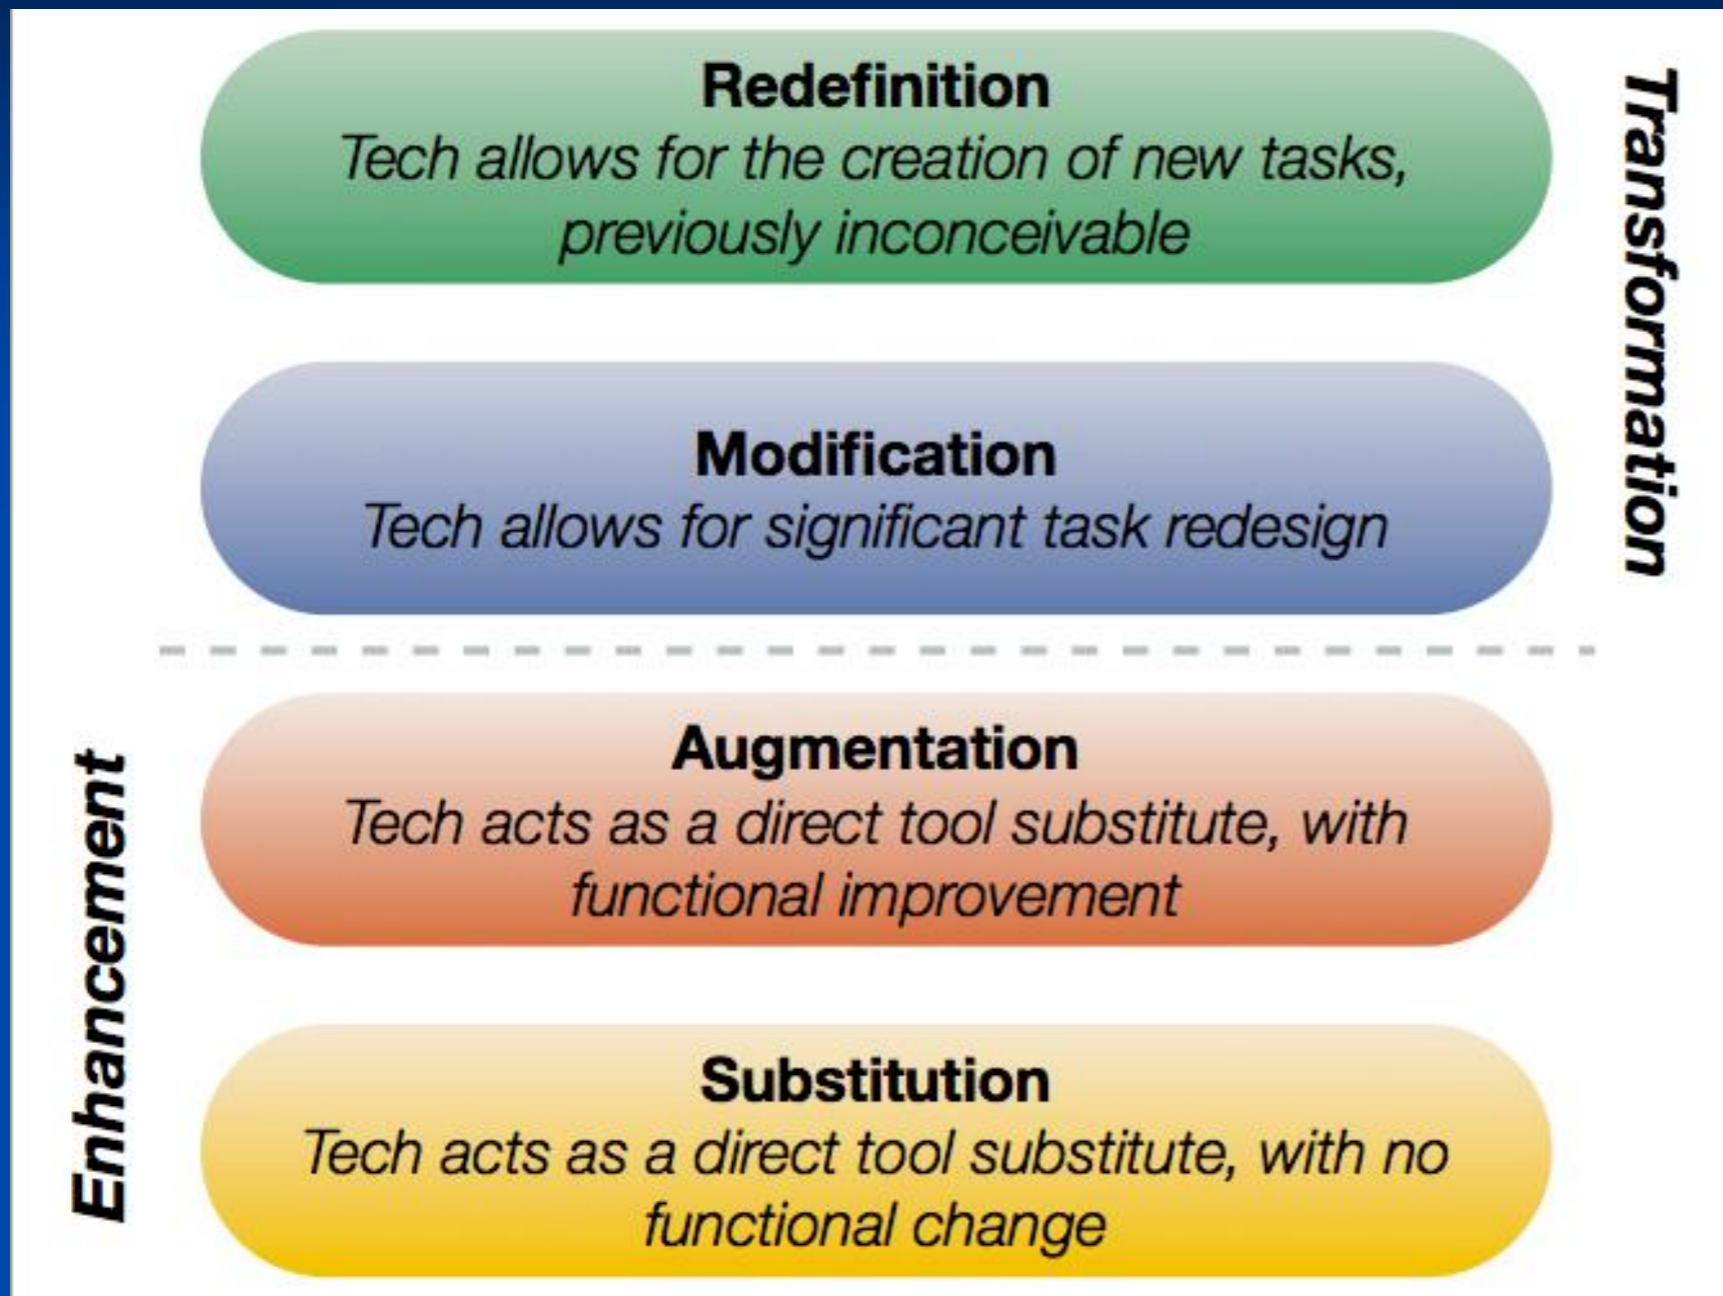 Redefinition
Tech allows for the creation of new tasks,
previously inconceivable
Transformation
Modification
Tech allows for significant task redesign
Augmentation
Tech acts as a direct tool substitute, with
functional improvement
Enhancement
Substitution
Tech acts as a direct tool substitute, with no
functional change